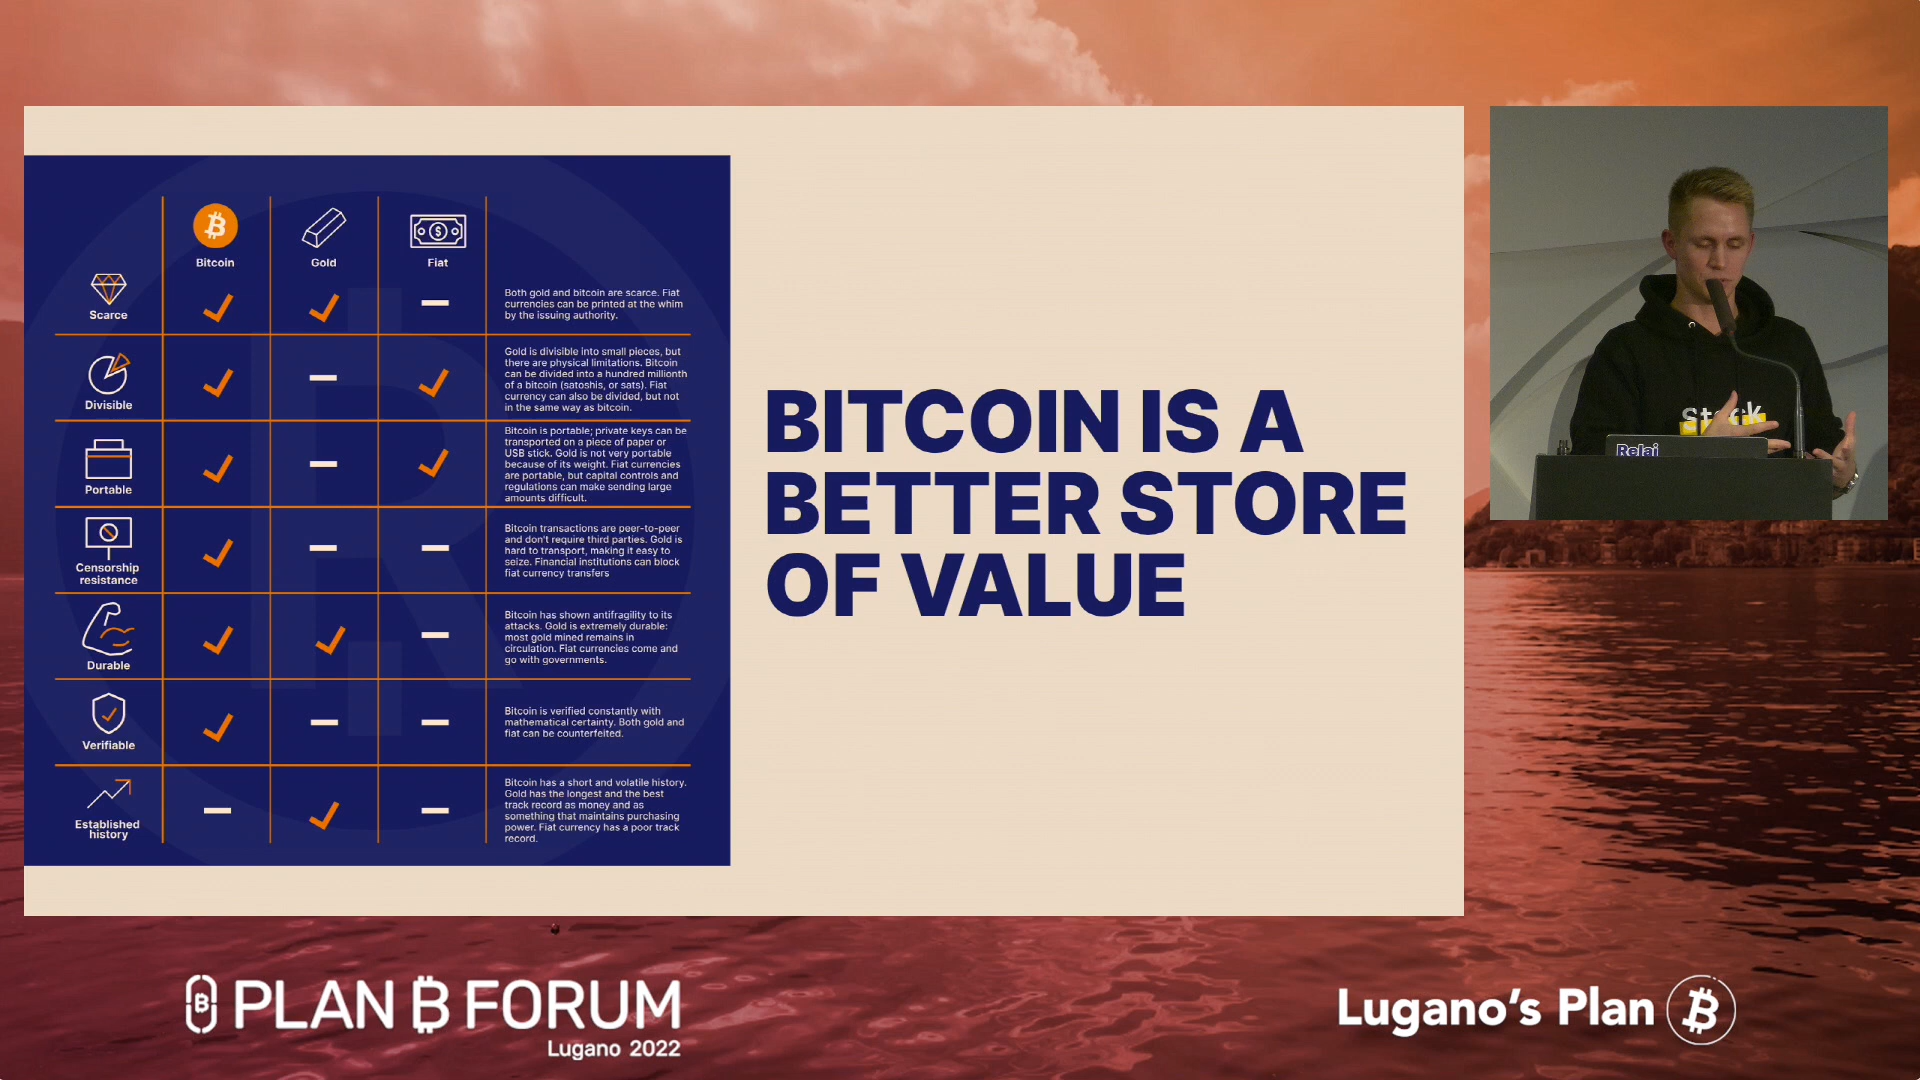 Bitcoin
Gold
Fiat
Scarce
Both gold and bitcoin are scarce. Fiat
currencies can be printed at the whim
by the issuing authority.
Divisible
Gold is divisible into small pieces, but
there are physical limitations. Bitcoin
can be divided into a hundred millionth
of a bitcoin (satoshis, or sats). Fiat
currency can also be divided, but not
in the same way as bitcoin.
Portable
Bitcoin is portable; private keys can be
transported on a piece of paper or
USB stick. Gold is not very portable
because of its weight. Fiat currencies
are portable, but capital controls and
regulations can make sending large
amounts difficult.
Censorship
resistance
Bitcoin transactions are peer-to-peer
and don't require third parties. Gold is
hard to transport, making it easy to
seize. Financial institutions can block
fiat currency transfers
Durable
Bitcoin has shown antifragility to its
attacks. Gold is extremely durable:
most gold mined remains in
circulation. Fiat currencies come and
go with governments.
Verifiable
Bitcoin is verified constantly with
mathematical certainty. Both gold and
fiat can be counterfeited.
Established
history
Bitcoin has a short and volatile history.
Gold has the longest and the best
track record as money and as
something that maintains purchasing
power. Fiat currency has a poor track
record.
BITCOIN IS A
BETTER STORE
OF VALUE
Relai
PLAN ₿ FORUM
Lugano 2022
Lugano's Plan ₿